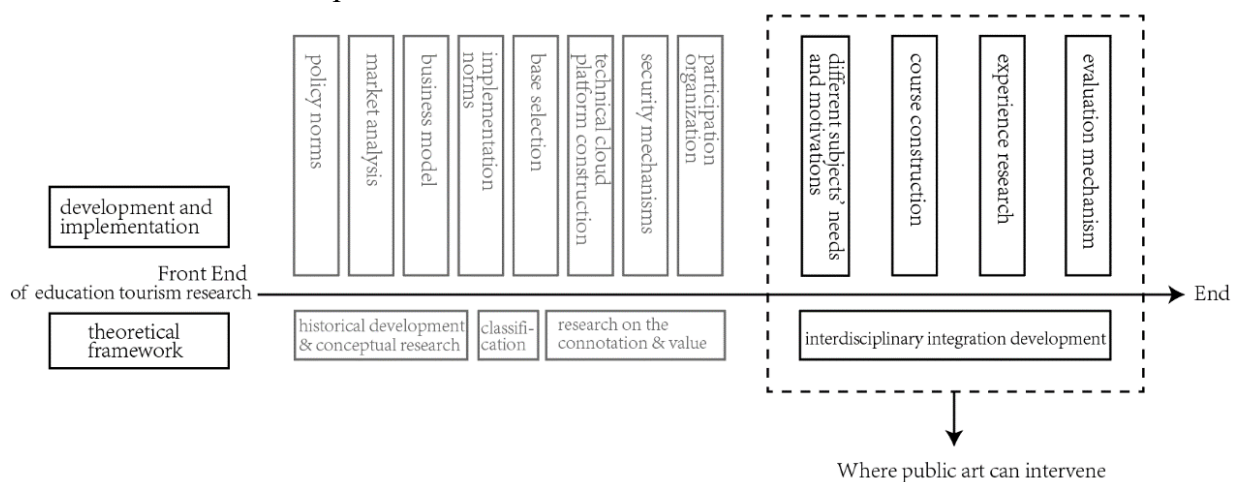 policy norms
market analysis
business model
implementation
norms
base selection
technical cloud
platform construction
security mechanisms
participation
organization
different subjects' needs
and motivations
course construction
experience research
evaluation mechanism
development and
implementation
Front End
of education tourism research
End
theoretical
framework
historical development
& conceptual research
classifi-
cation
research on the
connotation & value
interdisciplinary integration development
Where public art can intervene